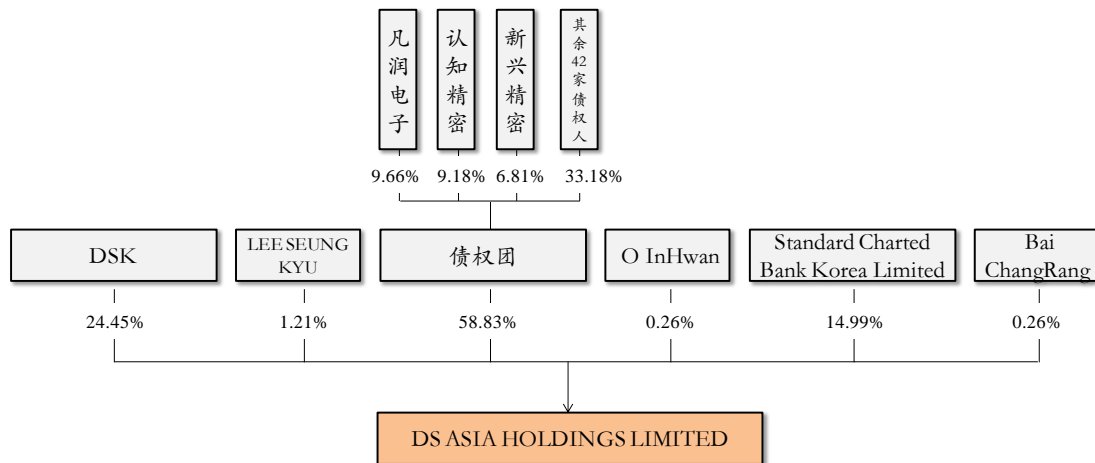 凡润电子
认知精密
新兴精密
其余42家债权人
9.66%
9.18%
6.81%
33.18%
DSK
LEE SEUNG
KYU
债权团
O InHwan
Standard Charted
Bank Korea Limited
Bai
ChangRang
24.45%
1.21%
58.83%
0.26%
14.99%
0.26%
DS ASIA HOLDINGS LIMITED